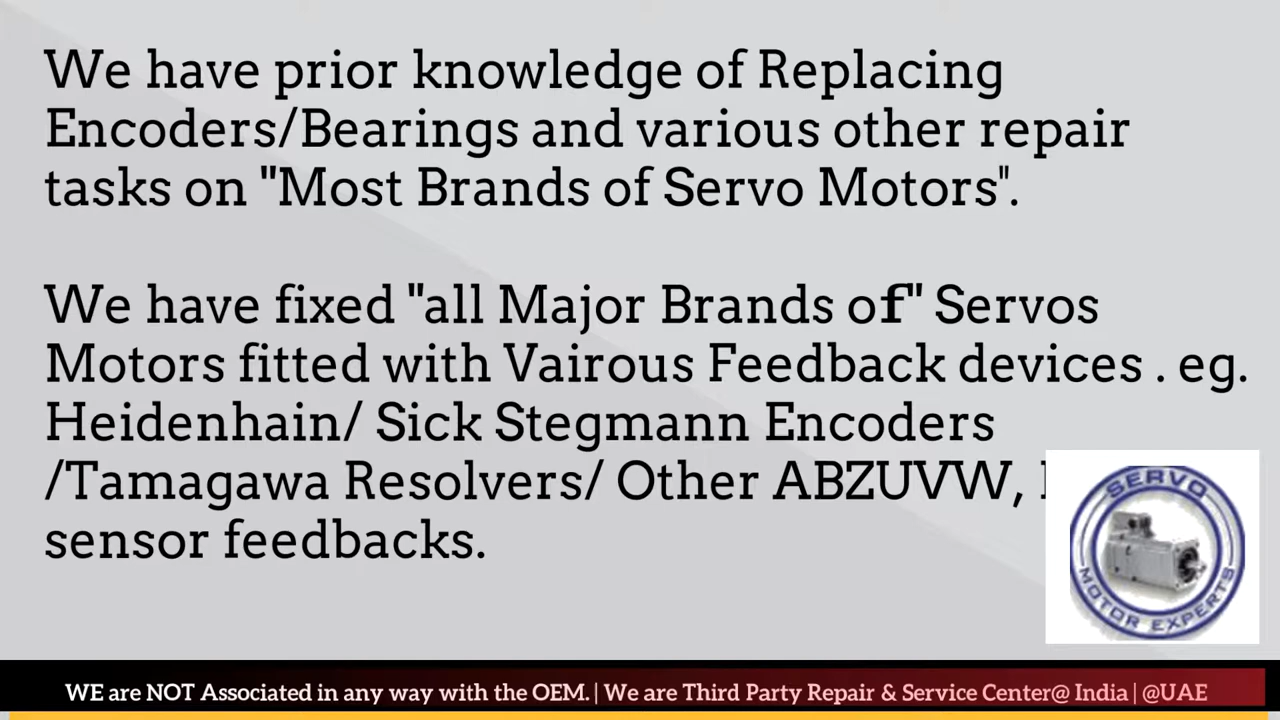 We have prior knowledge of Replacing
Encoders/Bearings and various other repair
tasks on "Most Brands of Servo Motors".
We have fixed "all Major Brands of" Servos
Motors fitted with Vairous Feedback devices . eg.
Heidenhain/ Sick Stegmann Encoders
/Tamagawa Resolvers/ Other ABZUVW,
sensor feedbacks.
SERVO
MOTOR EXPERTS
WE are NOT Associated in any way with the OEM. | We are Third Party Repair & Service Center@ India | @UAE